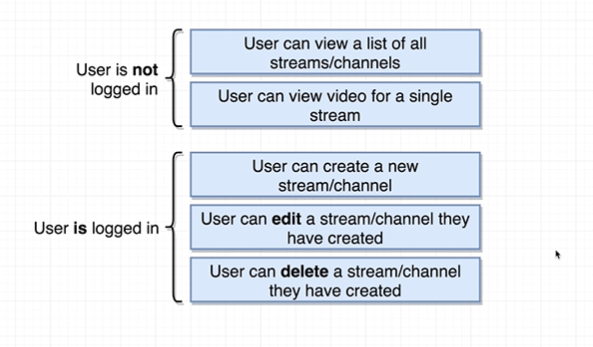 User is not
logged in
User can view a list of all
streams/channels
User can view video for a single
stream
User is logged in
User can create a new
stream/channel
User can edit a stream/channel they
have created
User can delete a stream/channel
they have created